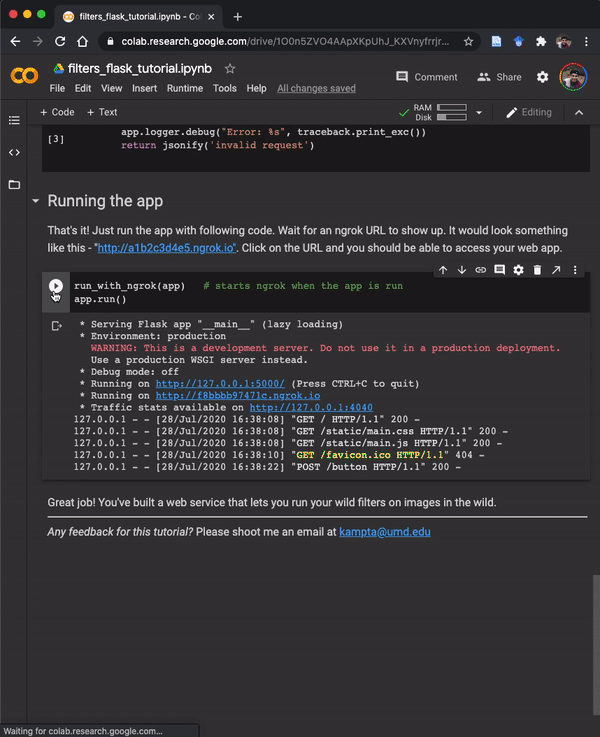 filters_flask_tutorial.ipynb - Co
colab.research.google.com/drive/1O0n5ZVO4AApXKpUhJ_KXVnyfrrjr...
filters_flask_tutorial.ipynb
Comment
Share
File Edit View Insert Runtime Tools Help All changes saved
+ Code + Text
RAM
Disk
Editing
[3]
app.logger.debug("Error: %s", traceback.print_exc())
return jsonify('invalid request')
Running the app
That's it! Just run the app with following code. Wait for an ngrok URL to show up. It would look something
like this - "http://a1b2c3d4e5.ngrok.io". Click on the URL and you should be able to access your web app.
run_with_ngrok(app) # starts ngrok when the app is run
app.run()
* Serving Flask app "__main__" (lazy loading)
* Environment: production
WARNING: This is a development server. Do not use it in a production deployment.
Use a production WSGI server instead.
* Debug mode: off
* Running on http://127.0.0.1:5000/ (Press CTRL+C to quit)
* Running on http://f8bbbb97471c.ngrok.io
* Traffic stats available on http://127.0.0.1:4040
127.0.0.1 - - [28/Jul/2020 16:38:08] "GET / HTTP/1.1" 200 -
127.0.0.1 - - [28/Jul/2020 16:38:08] "GET /static/main.css HTTP/1.1" 200 -
127.0.0.1 - - [28/Jul/2020 16:38:08] "GET /static/main.js HTTP/1.1" 200 -
127.0.0.1 - - [28/Jul/2020 16:38:10] "GET /favicon.ico HTTP/1.1" 404 -
127.0.0.1 - - [28/Jul/2020 16:38:22] "POST /button HTTP/1.1" 200 -
Great job! You've built a web service that lets you run your wild filters on images in the wild.
Any feedback for this tutorial? Please shoot me an email at kampta@umd.edu
Waiting for colab.research.google.com...